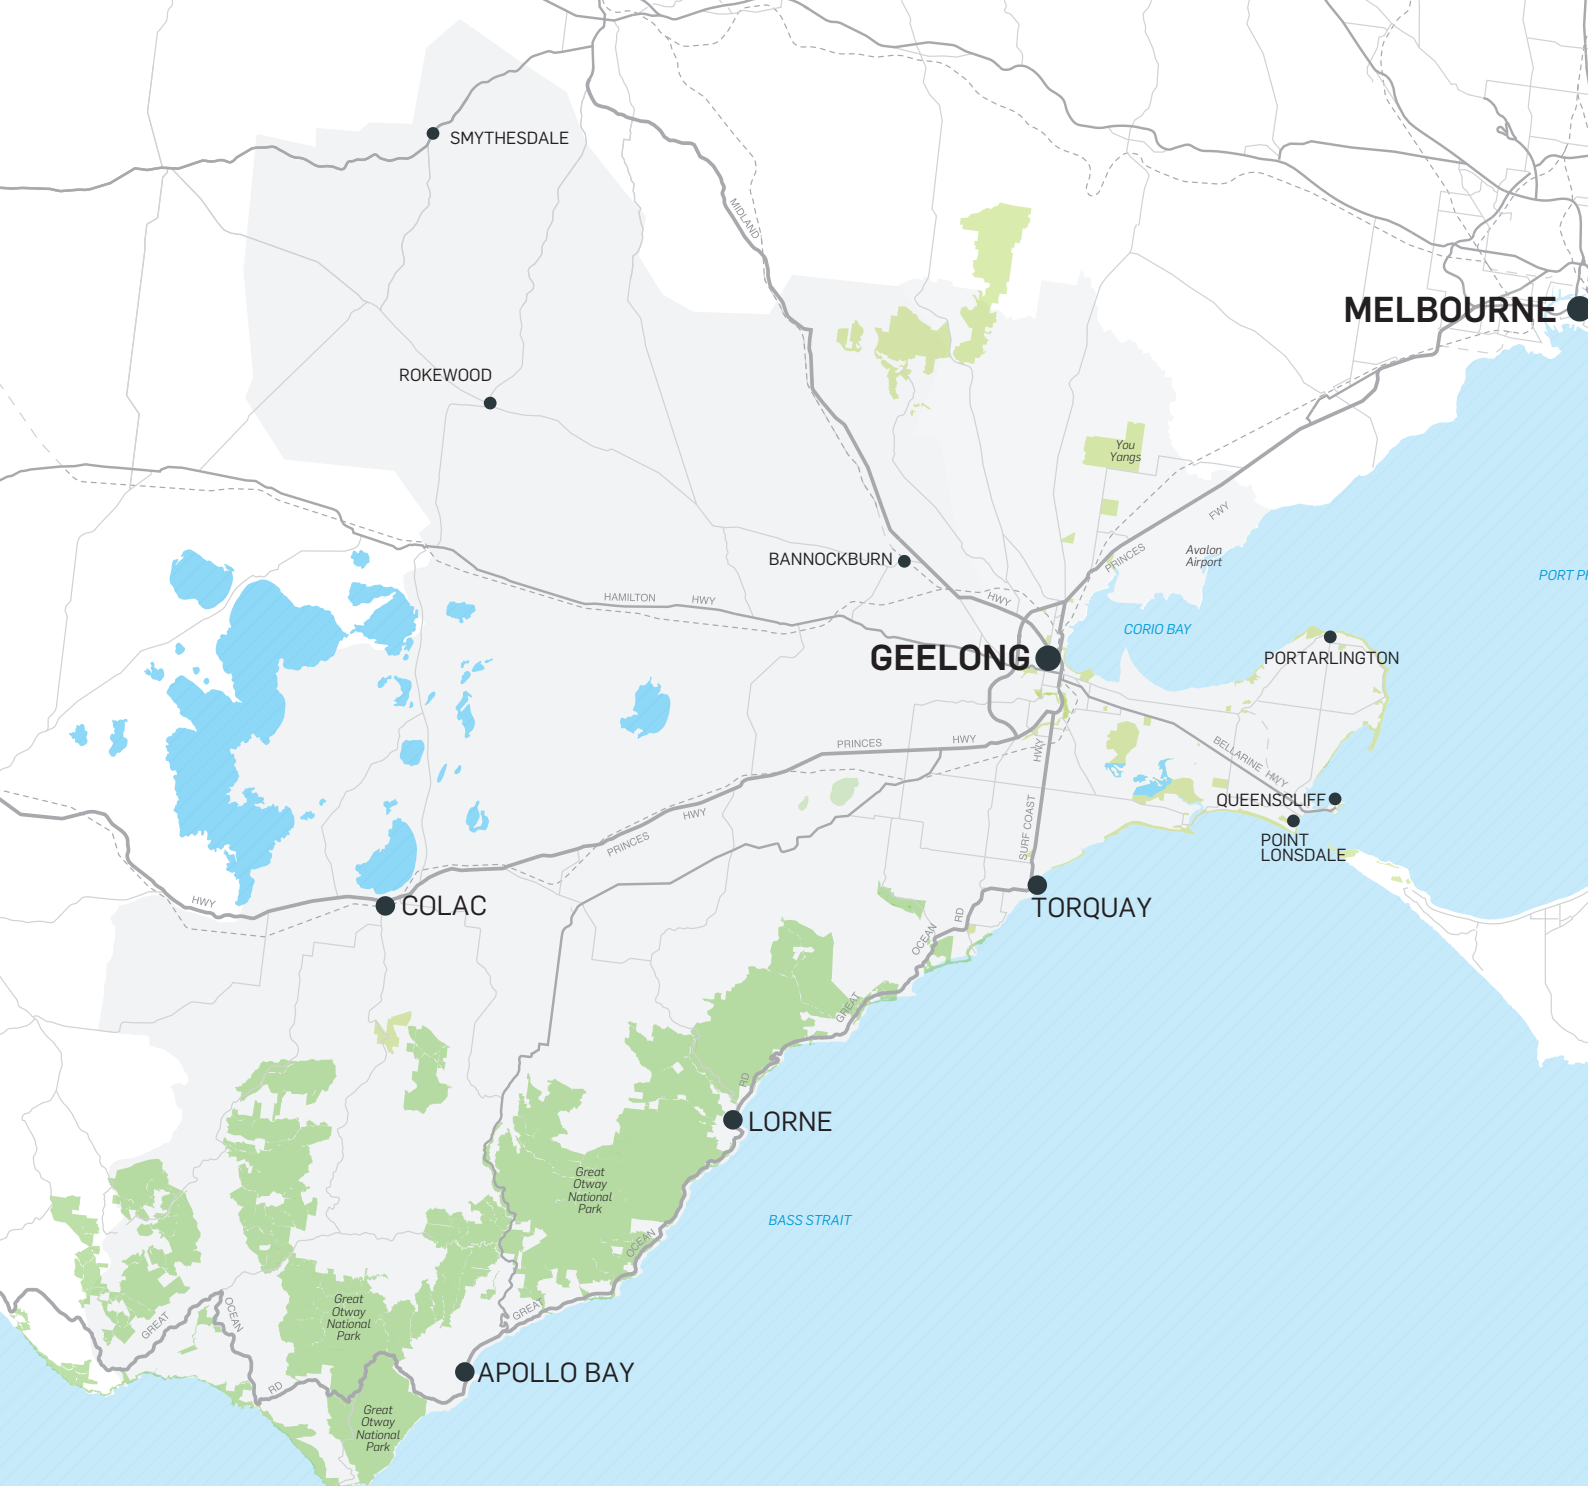 SMYTHESDALE
MIDLAND
MELBOURNE
ROKEWOOD
You
Yangs
FWY
PRINCES
Avalon
Airport
BANNOCKBURN
PORT PH
HAMILTON
HWY
HWY
CORIO BAY
GEELONG
PORTARLINGTON
PRINCES
HWY
HWY
BELLARINE
HWY
QUEENSCLIFF
POINT
LONSDALE
SURF COAST
HWY
PRINCES
HWY
COLAC
TORQUAY
RD
OCEAN
GREAT
RD
LORNE
Great
Otway
National
Park
BASS STRAIT
OCEAN
GREAT
Great
Otway
National
Park
OCEAN
GREAT
APOLLO BAY
RD
Great
Otway
National
Park